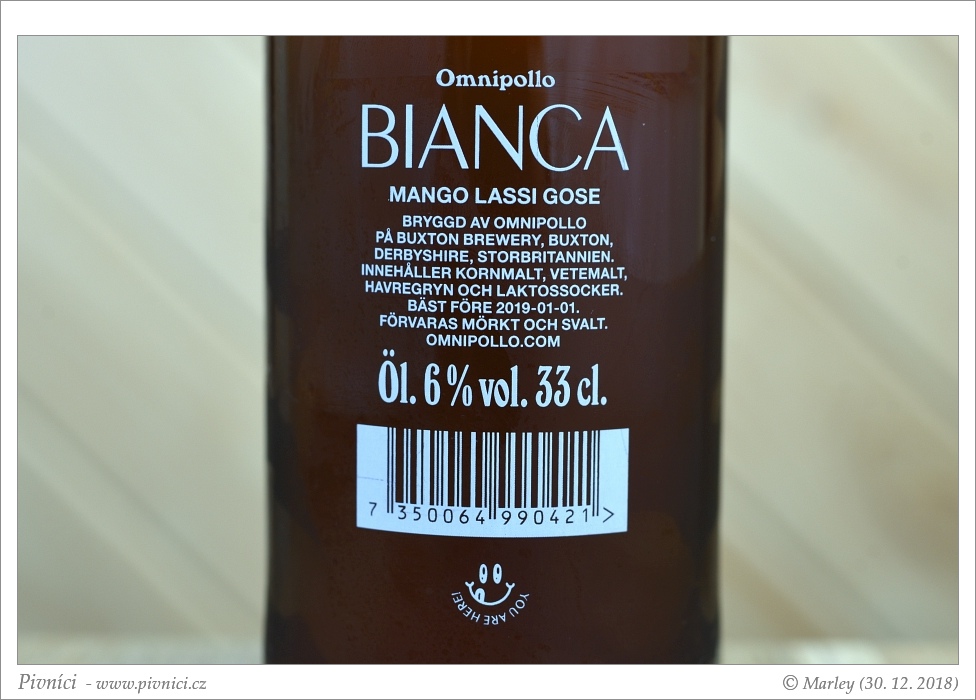 Omnipollo
BIANCA
MANGO LASSI GOSE
BRYGGD AV OMNIPOLLO
PÅ BUXTON BREWERY, BUXTON,
DERBYSHIRE, STORBRITANNIEN.
INNEHÅLLER KORNMALT, VETEMALT,
HAVREGRYN OCH LAKTOSSOCKER.
BÄST FÖRE 2019-01-01.
FÖRVARAS MÖRKT OCH SVALT.
OMNIPOLLO.COM
Öl. 6 % vol. 33 cl.
7 350064 990421 >
YOU ARE HERE!
Pivníci - www.pivnici.cz
© Marley (30. 12. 2018)